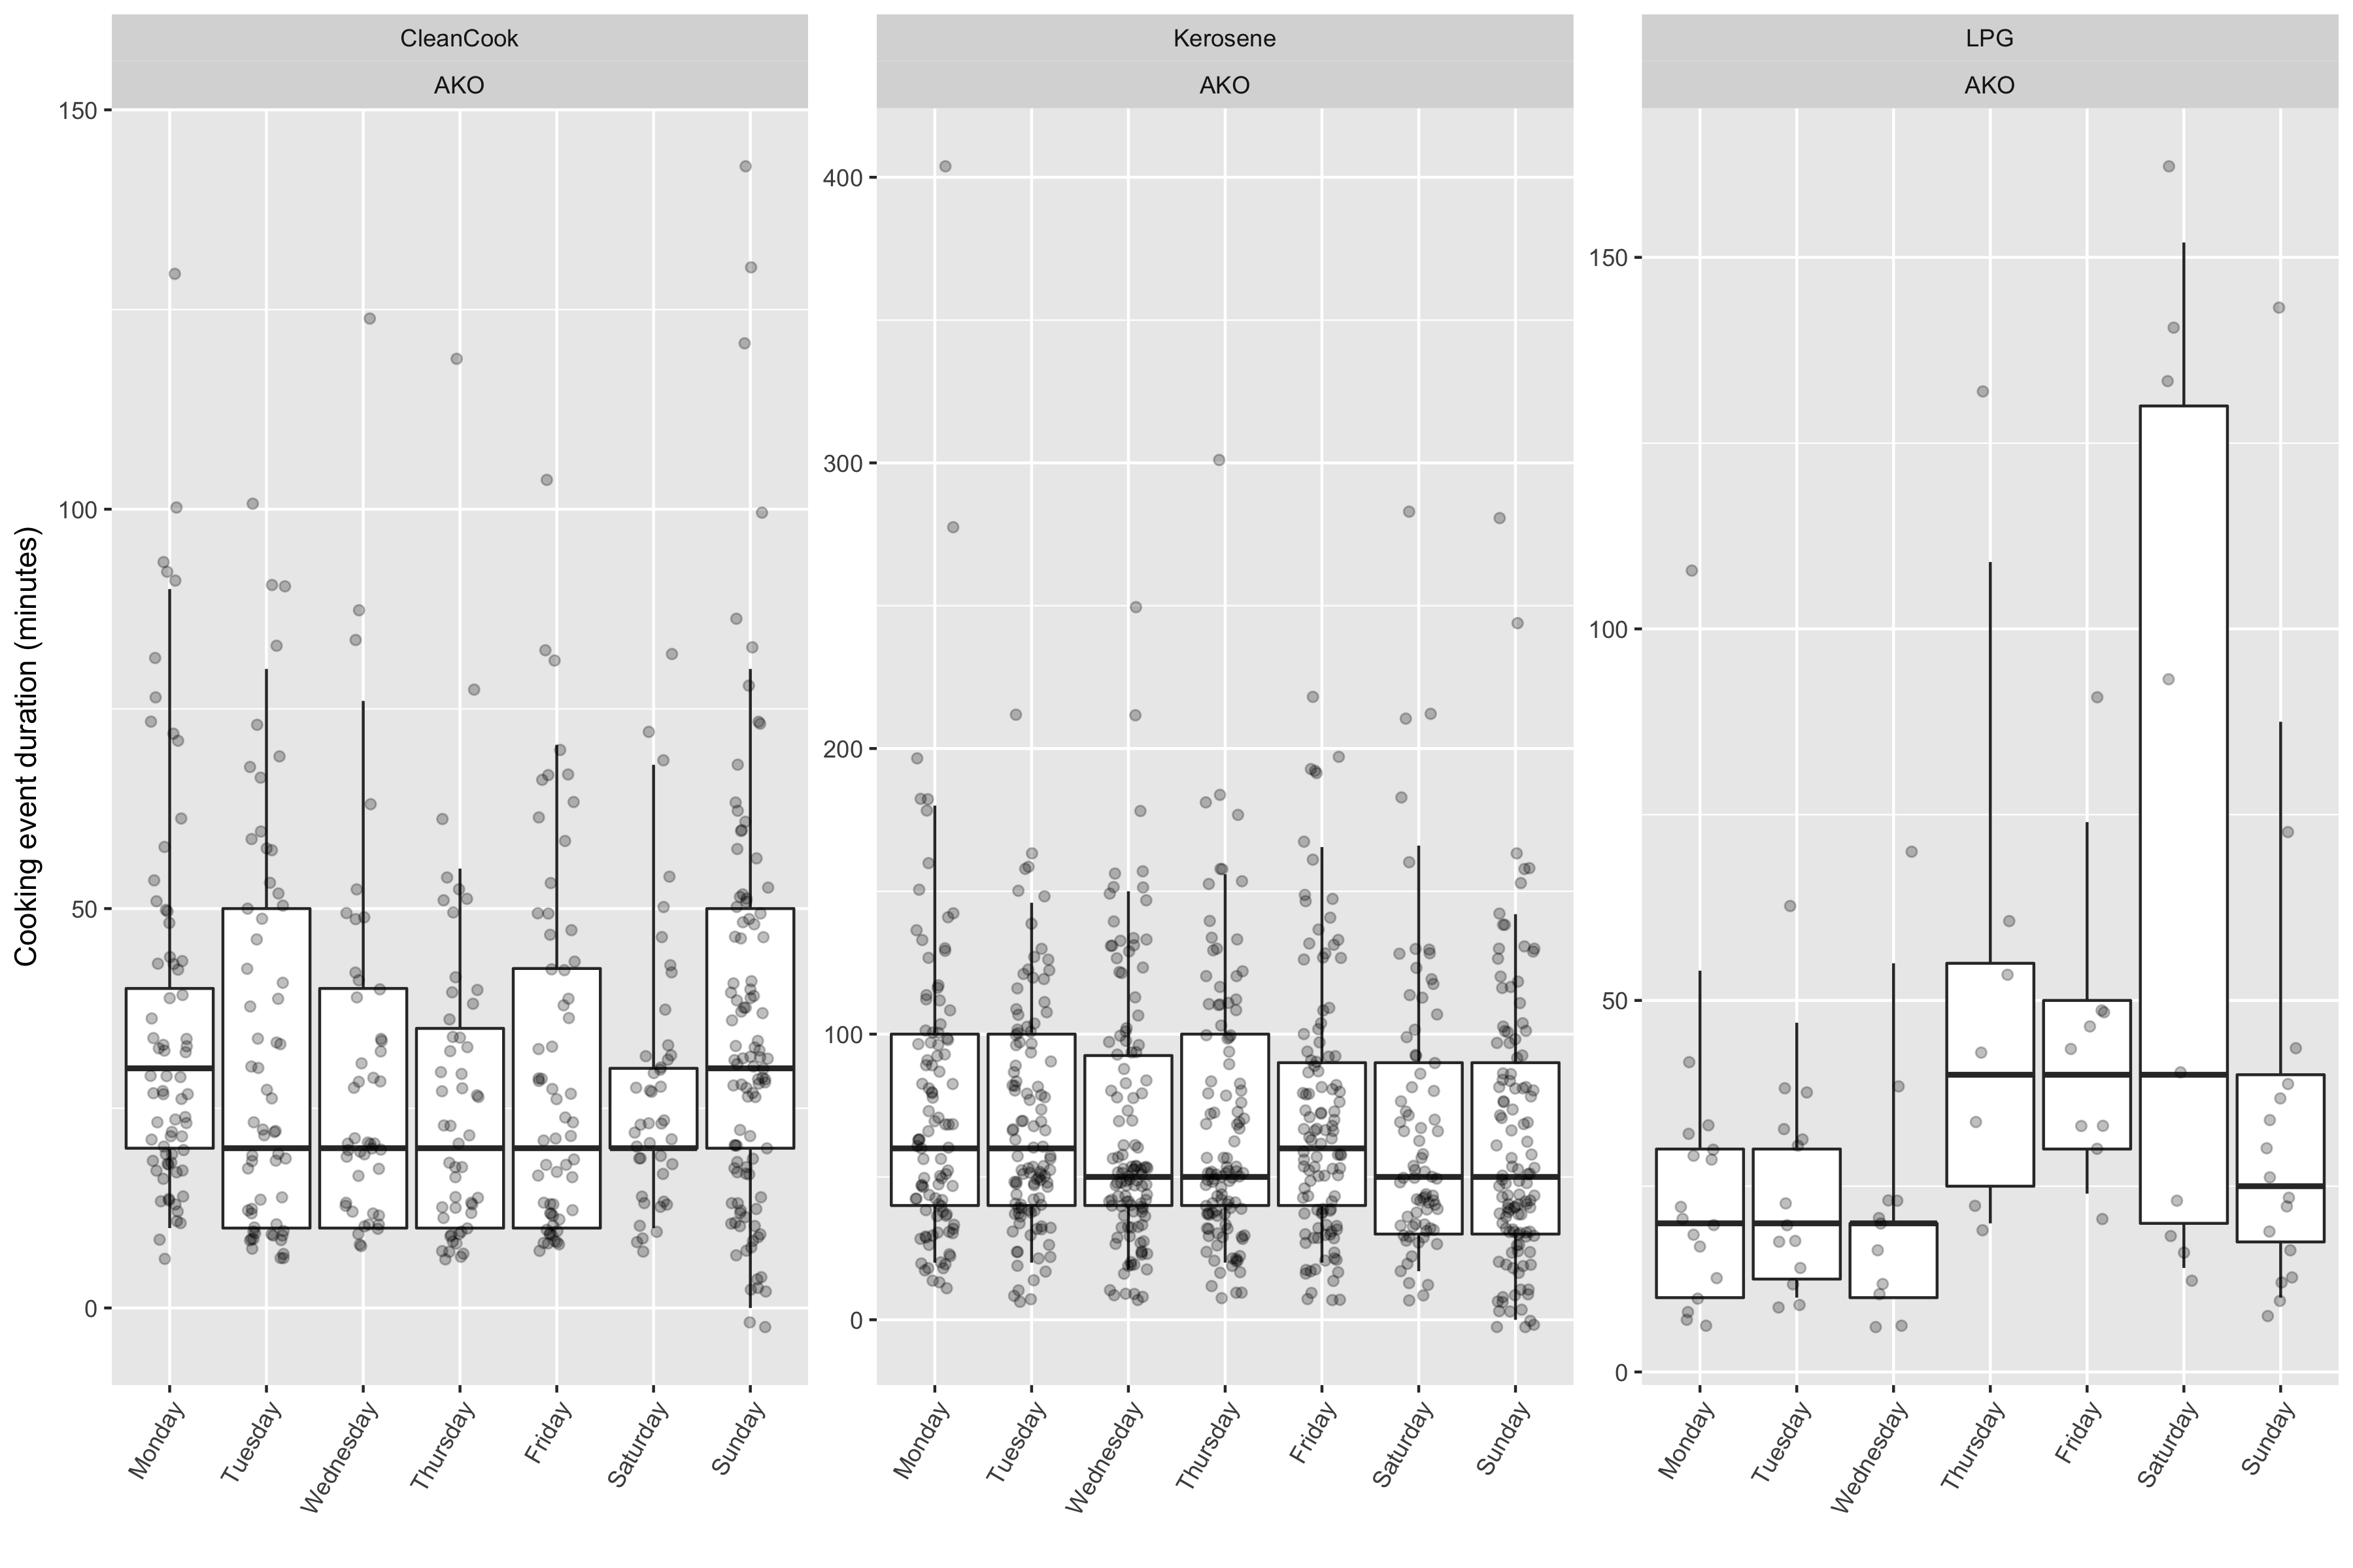 CleanCook
Kerosene
LPG
AKO
AKO
AKO
Cooking event duration (minutes)
150
100
50
0
400
300
200
100
0
150
100
50
0
Monday
Tuesday
Wednesday
Thursday
Friday
Saturday
Sunday
Monday
Tuesday
Wednesday
Thursday
Friday
Saturday
Sunday
Monday
Tuesday
Wednesday
Thursday
Friday
Saturday
Sunday